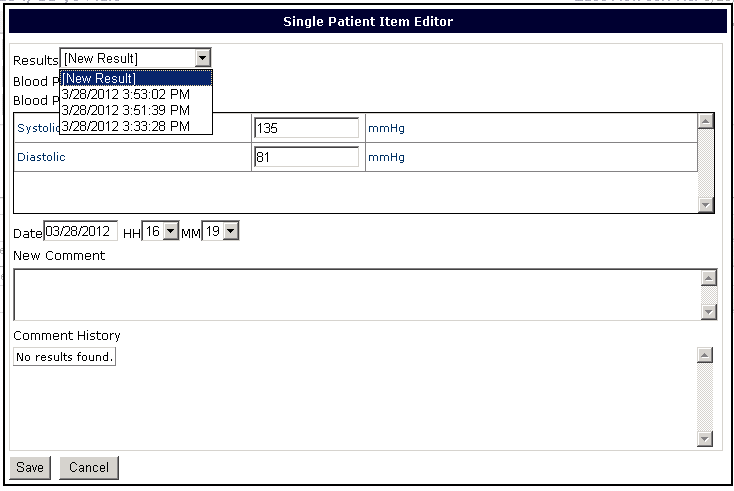 Single Patient Item Editor
Results [New Result]
[New Result]
Blood P
3/28/2012 3:53:02 PM
Blood P
3/28/2012 3:51:39 PM
3/28/2012 3:33:28 PM
Systolic 135 mmHg
Diastolic 81 mmHg
Date 03/28/2012 HH 16 MM 19
New Comment
Comment History
No results found.
Save Cancel